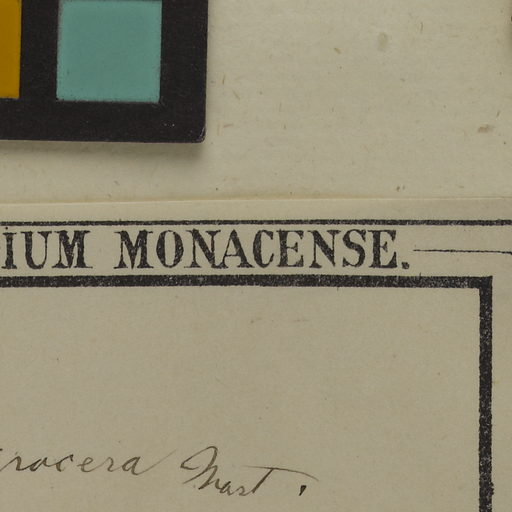 IUM MONACENSE.
rocera Mart.